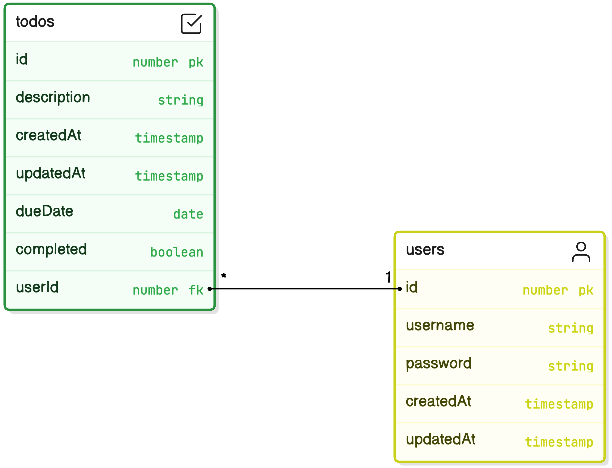 todos
id number pk
description string
createdAt timestamp
updatedAt timestamp
dueDate date
completed boolean
userId number fk
* 1
users
id number pk
username string
password string
createdAt timestamp
updatedAt timestamp